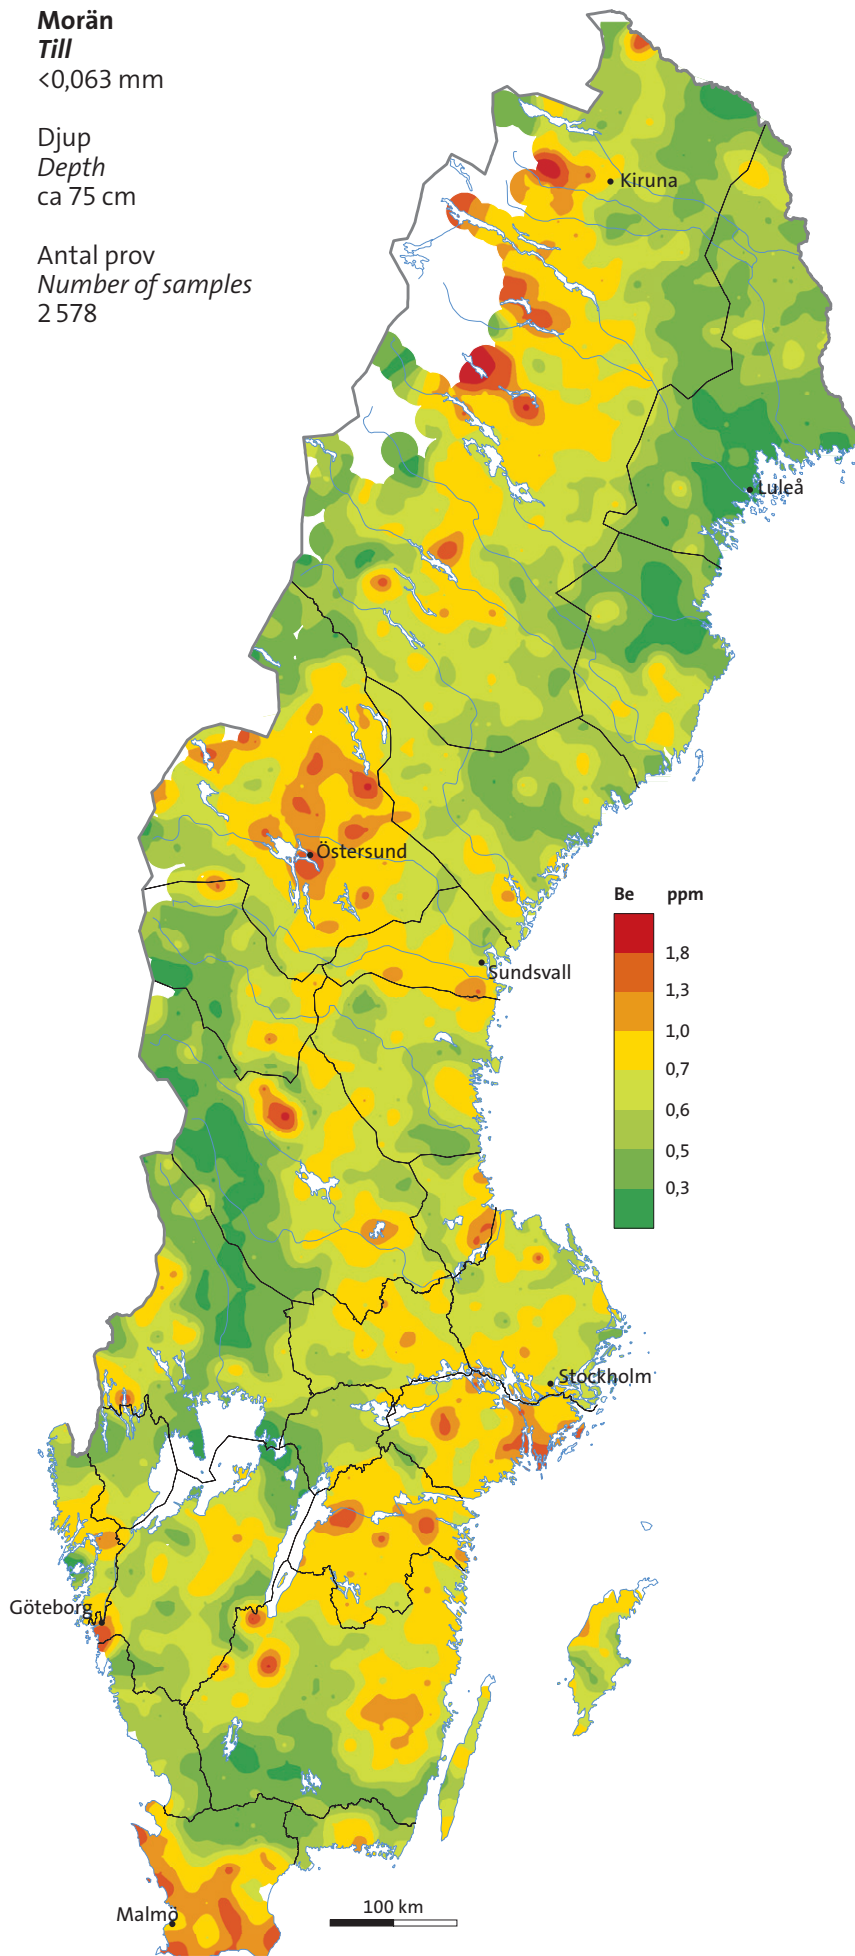 Morän
Till
<0,063 mm
Djup
Depth
ca 75 cm
Antal prov
Number of samples
2 578
Kiruna
Luleå
Östersund
Be ppm
1,8
1,3
1,0
0,7
0,6
0,5
0,3
Sundsvall
Stockholm
Göteborg
100 km
Malmö